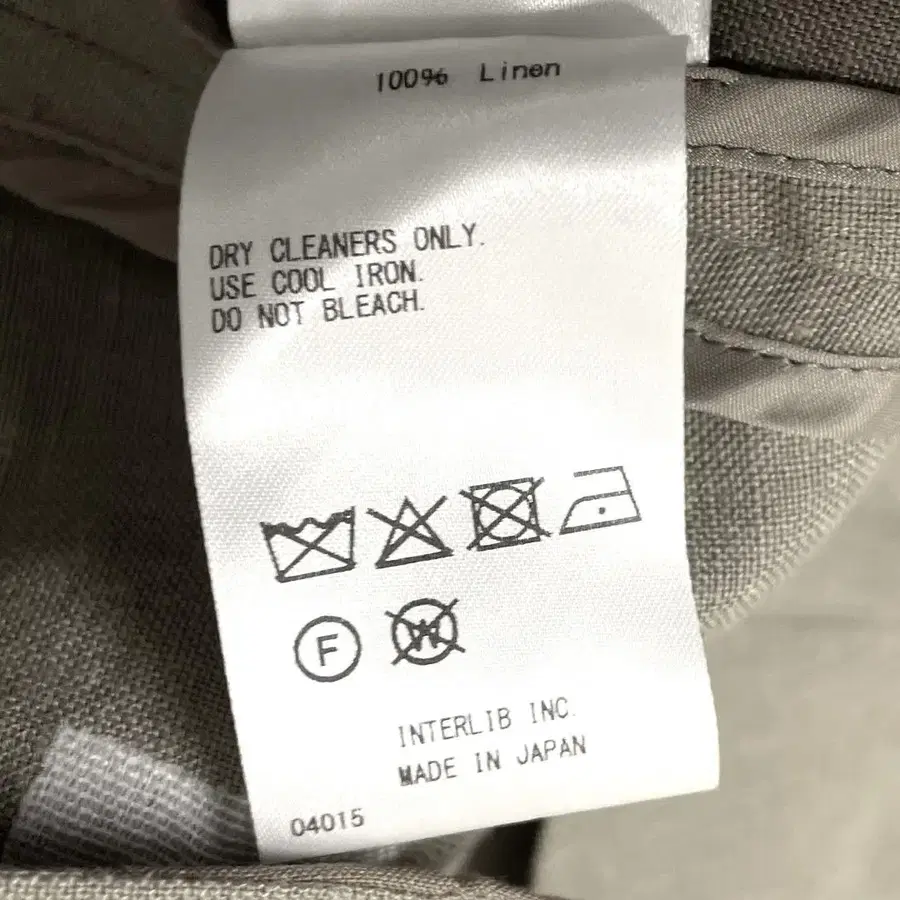 100% Linen
DRY CLEANERS ONLY.
USE COOL IRON.
DO NOT BLEACH.
F
W
INTERLIB INC.
MADE IN JAPAN
04015